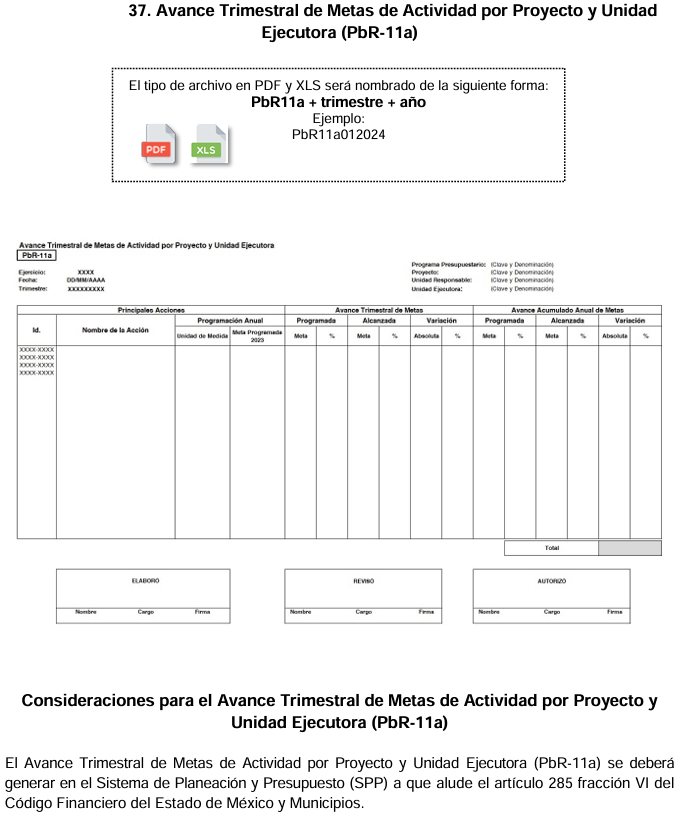 37. Avance Trimestral de Metas de Actividad por Proyecto y Unidad
Ejecutora (PbR-11a)
El tipo de archivo en PDF y XLS será nombrado de la siguiente forma:
PbR11a + trimestre + año
Ejemplo:
PbR11a012024
PDF XLS
Avance Trimestral de Metas de Actividad por Proyecto y Unidad Ejecutora
PbR-11a
Ejercicio: XXXX
Fecha: DD/MM/AAAA
Trimestre: XXXXXXXXX
Programa Presupuestario: (Clave y Denominación)
Proyecto: (Clave y Denominación)
Unidad Responsable: (Clave y Denominación)
Unidad Ejecutora: (Clave y Denominación)
Principales Acciones Avance Trimestral de Metas Avance Acumulado Anual de Metas
Id. Nombre de la Acción Programación Anual Programada Alcanzada Variación Programada Alcanzada Variación
Unidad de Medida Meta Programada 2023 Meta % Meta % Absoluta % Meta % Meta % Absoluta %
XXXX-XXXX
XXXX-XXXX
XXXX-XXXX
XXXX-XXXX
Total
ELABORO REVISO AUTORIZO
Nombre Cargo Firma Nombre Cargo Firma Nombre Cargo Firma
Consideraciones para el Avance Trimestral de Metas de Actividad por Proyecto y
Unidad Ejecutora (PbR-11a)
El Avance Trimestral de Metas de Actividad por Proyecto y Unidad Ejecutora (PbR-11a) se deberá
generar en el Sistema de Planeación y Presupuesto (SPP) a que alude el artículo 285 fracción VI del
Código Financiero del Estado de México y Municipios.